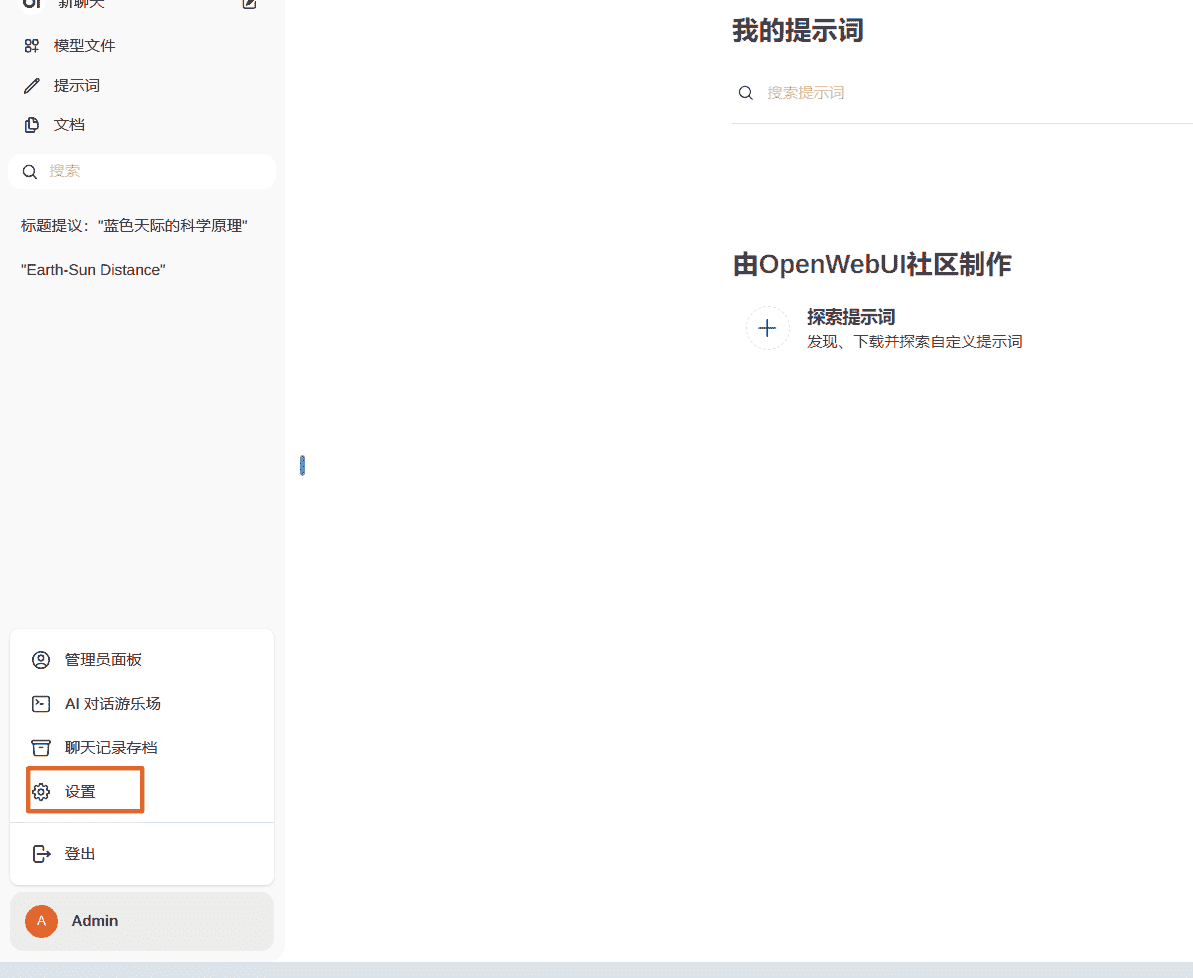 新聊天
模型文件
提示词
文档
搜索
标题提议："蓝色天际的科学原理"
"Earth-Sun Distance"
管理员面板
AI 对话游乐场
聊天记录存档
设置
登出
A
Admin
我的提示词
搜索提示词
由OpenWebUI社区制作
探索提示词
发现、下载并探索自定义提示词